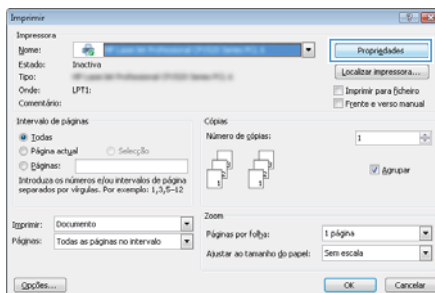 Imprimir
Impressora
Nome:
Propriedades
Estado: Inactiva
Localizar impressora...
Tipo:
Onde: LPT1:
Imprimir para ficheiro
Comentário:
Frente e verso manual
Intervalo de páginas
Todas
Página actual
Selecção
Páginas:
Introduza os números e/ou intervalos de página
separados por vírgulas. Por exemplo: 1,3,5–12
Cópias
Número de cópias: 1
Agrupar
Imprimir: Documento
Páginas: Todas as páginas no intervalo
Zoom
Páginas por folha: 1 página
Ajustar ao tamanho do papel: Sem escala
Opções...
OK
Cancelar